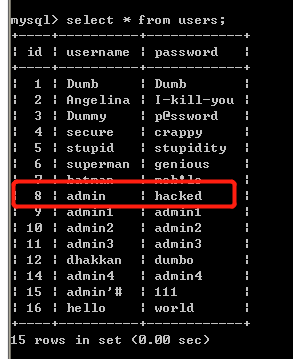 mysql> select * from users;
+----+----------+------------+
| id | username | password |
+----+----------+------------+
| 1 | Dumb | Dumb |
| 2 | Angelina | I-kill-you |
| 3 | Dummy | p@ssword |
| 4 | secure | crappy |
| 5 | stupid | stupidity |
| 6 | superman | genious |
| 7 | batman | mob!le |
| 8 | admin | hacked |
| 9 | admin1 | admin1 |
| 10 | admin2 | admin2 |
| 11 | admin3 | admin3 |
| 12 | dhakkan | dumbo |
| 14 | admin4 | admin4 |
| 15 | admin'# | 111 |
| 16 | hello | world |
+----+----------+------------+
15 rows in set (0.00 sec)